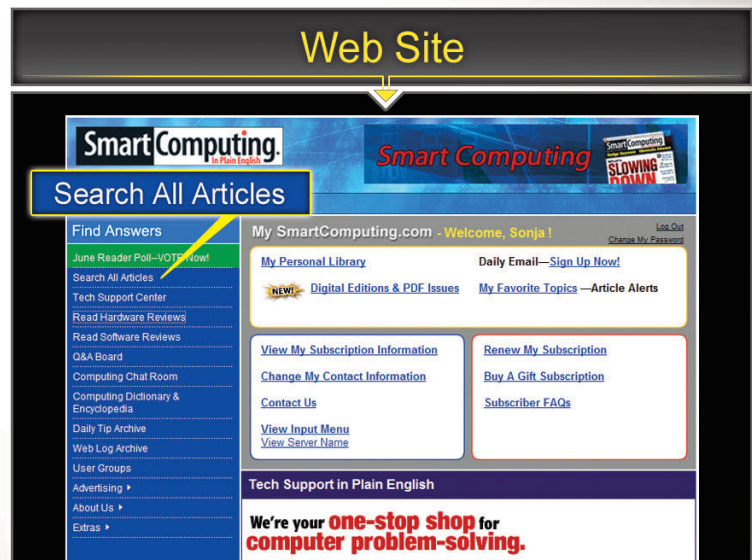 Web Site
Smart Computing.
In Plain English
Smart Computing
Smart Computing
SLOWING
DOWN
Search All Articles
Find Answers
June Reader Poll--VOTE Now!
Search All Articles
Tech Support Center
Read Hardware Reviews
Read Software Reviews
Q&A Board
Computing Chat Room
Computing Dictionary &
Encyclopedia
Daily Tip Archive
Web Log Archive
User Groups
Advertising
About Us
Extras
My SmartComputing.com - Welcome, Sonja !
Log Out
Change My Password
My Personal Library
Daily Email—Sign Up Now!
NEW! Digital Editions & PDF Issues
My Favorite Topics —Article Alerts
View My Subscription Information
Change My Contact Information
Contact Us
View Input Menu
View Server Name
Renew My Subscription
Buy A Gift Subscription
Subscriber FAQs
Tech Support in Plain English
We're your one-stop shop for
computer problem-solving.